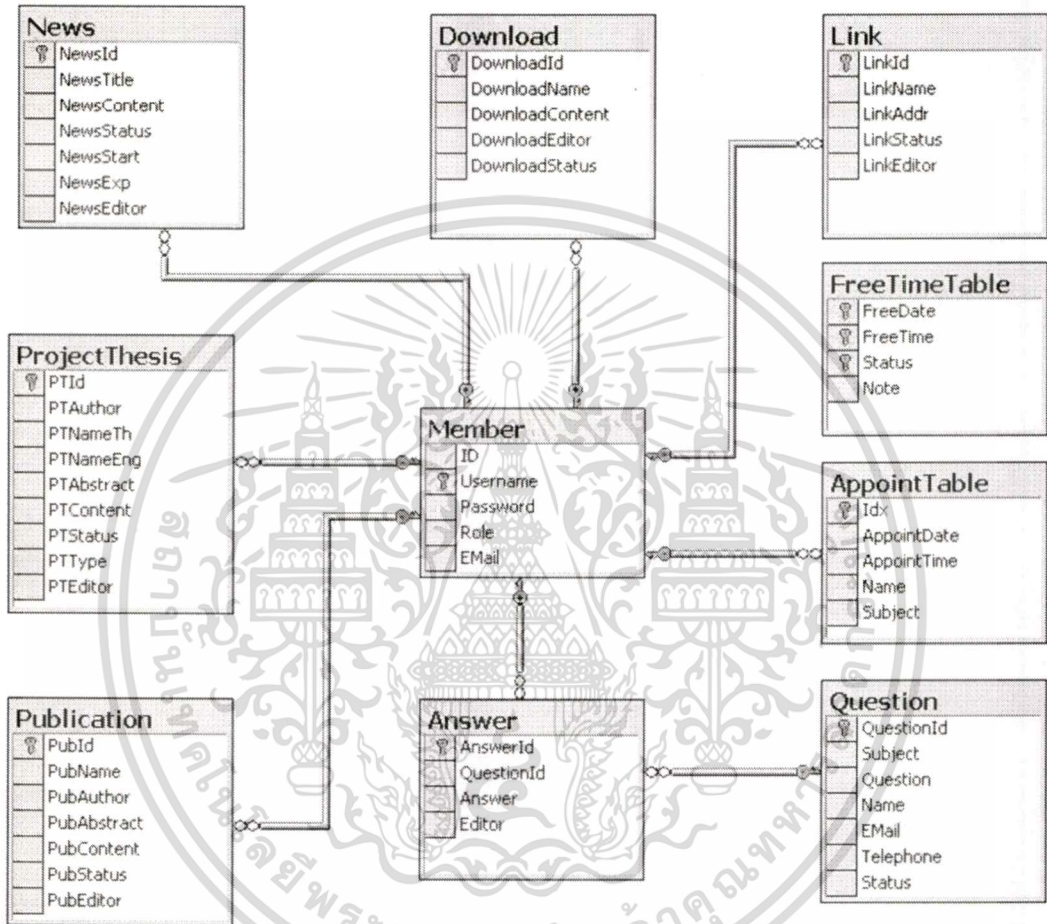 News
NewsId
NewsTitle
NewsContent
NewsStatus
NewsStart
NewsExp
NewsEditor
Download
DownloadId
DownloadName
DownloadContent
DownloadEditor
DownloadStatus
Link
LinkId
LinkName
LinkAddr
LinkStatus
LinkEditor
FreeTimeTable
FreeDate
FreeTime
Status
Note
ProjectThesis
PTId
PTAuthor
PTNameTh
PTNameEng
PTAbstract
PTContent
PTStatus
PTType
PTEditor
Member
ID
Username
Password
Role
EMail
AppointTable
Idx
AppointDate
AppointTime
Name
Subject
Publication
PubId
PubName
PubAuthor
PubAbstract
PubContent
PubStatus
PubEditor
Answer
AnswerId
QuestionId
Answer
Editor
Question
QuestionId
Subject
Question
Name
EMail
Telephone
Status